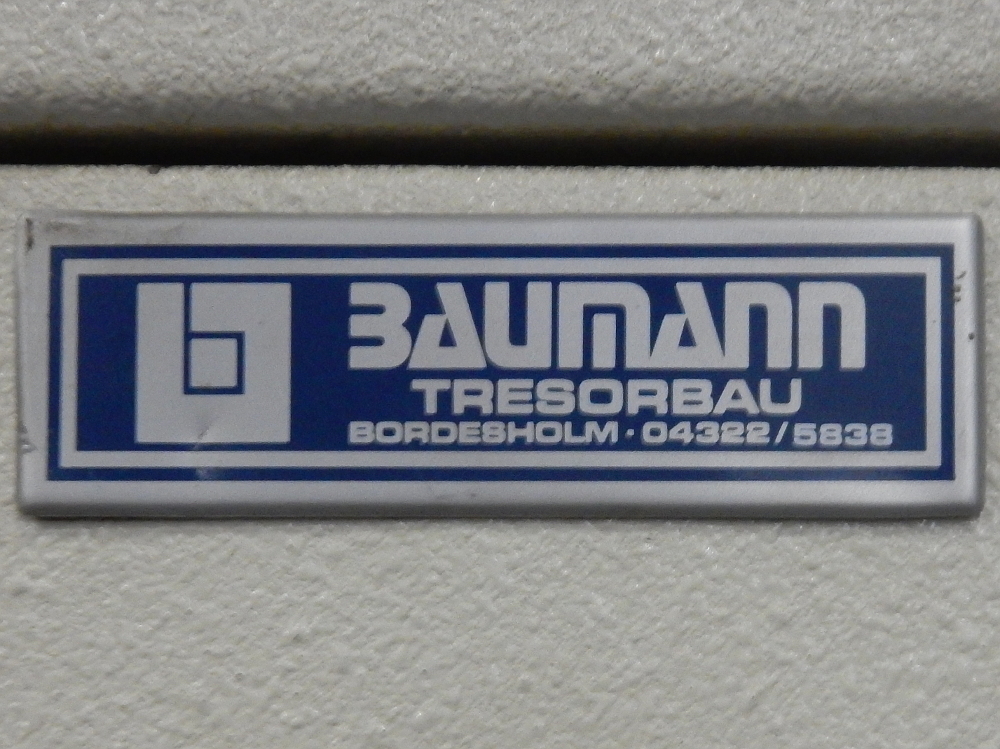 BAUMANN
TRESORBAU
BORDESHOLM · 04322/5838